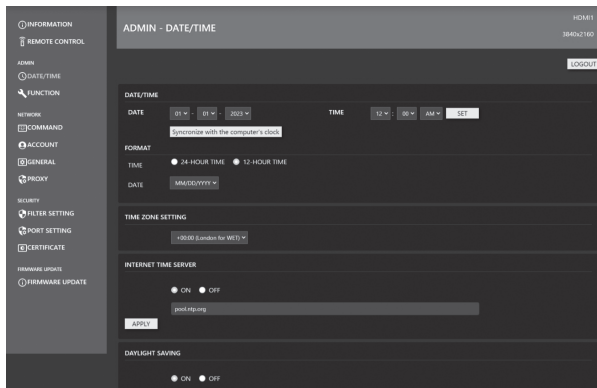 INFORMATION
REMOTE CONTROL
ADMIN
DATE/TIME
FUNCTION
NETWORK
COMMAND
ACCOUNT
GENERAL
PROXY
SECURITY
FILTER SETTING
PORT SETTING
CERTIFICATE
FIRMWARE UPDATE
FIRMWARE UPDATE
ADMIN - DATE/TIME
HDMI1
3840x2160
LOGOUT
DATE/TIME
DATE 01 - 01 - 2023 TIME 12 : 00 AM SET
Syncronize with the computer's clock
FORMAT
TIME 24-HOUR TIME 12-HOUR TIME
DATE MM/DD/YYYY
TIME ZONE SETTING
+00:00 (London for WET)
INTERNET TIME SERVER
ON OFF
pool.ntp.org
APPLY
DAYLIGHT SAVING
ON OFF